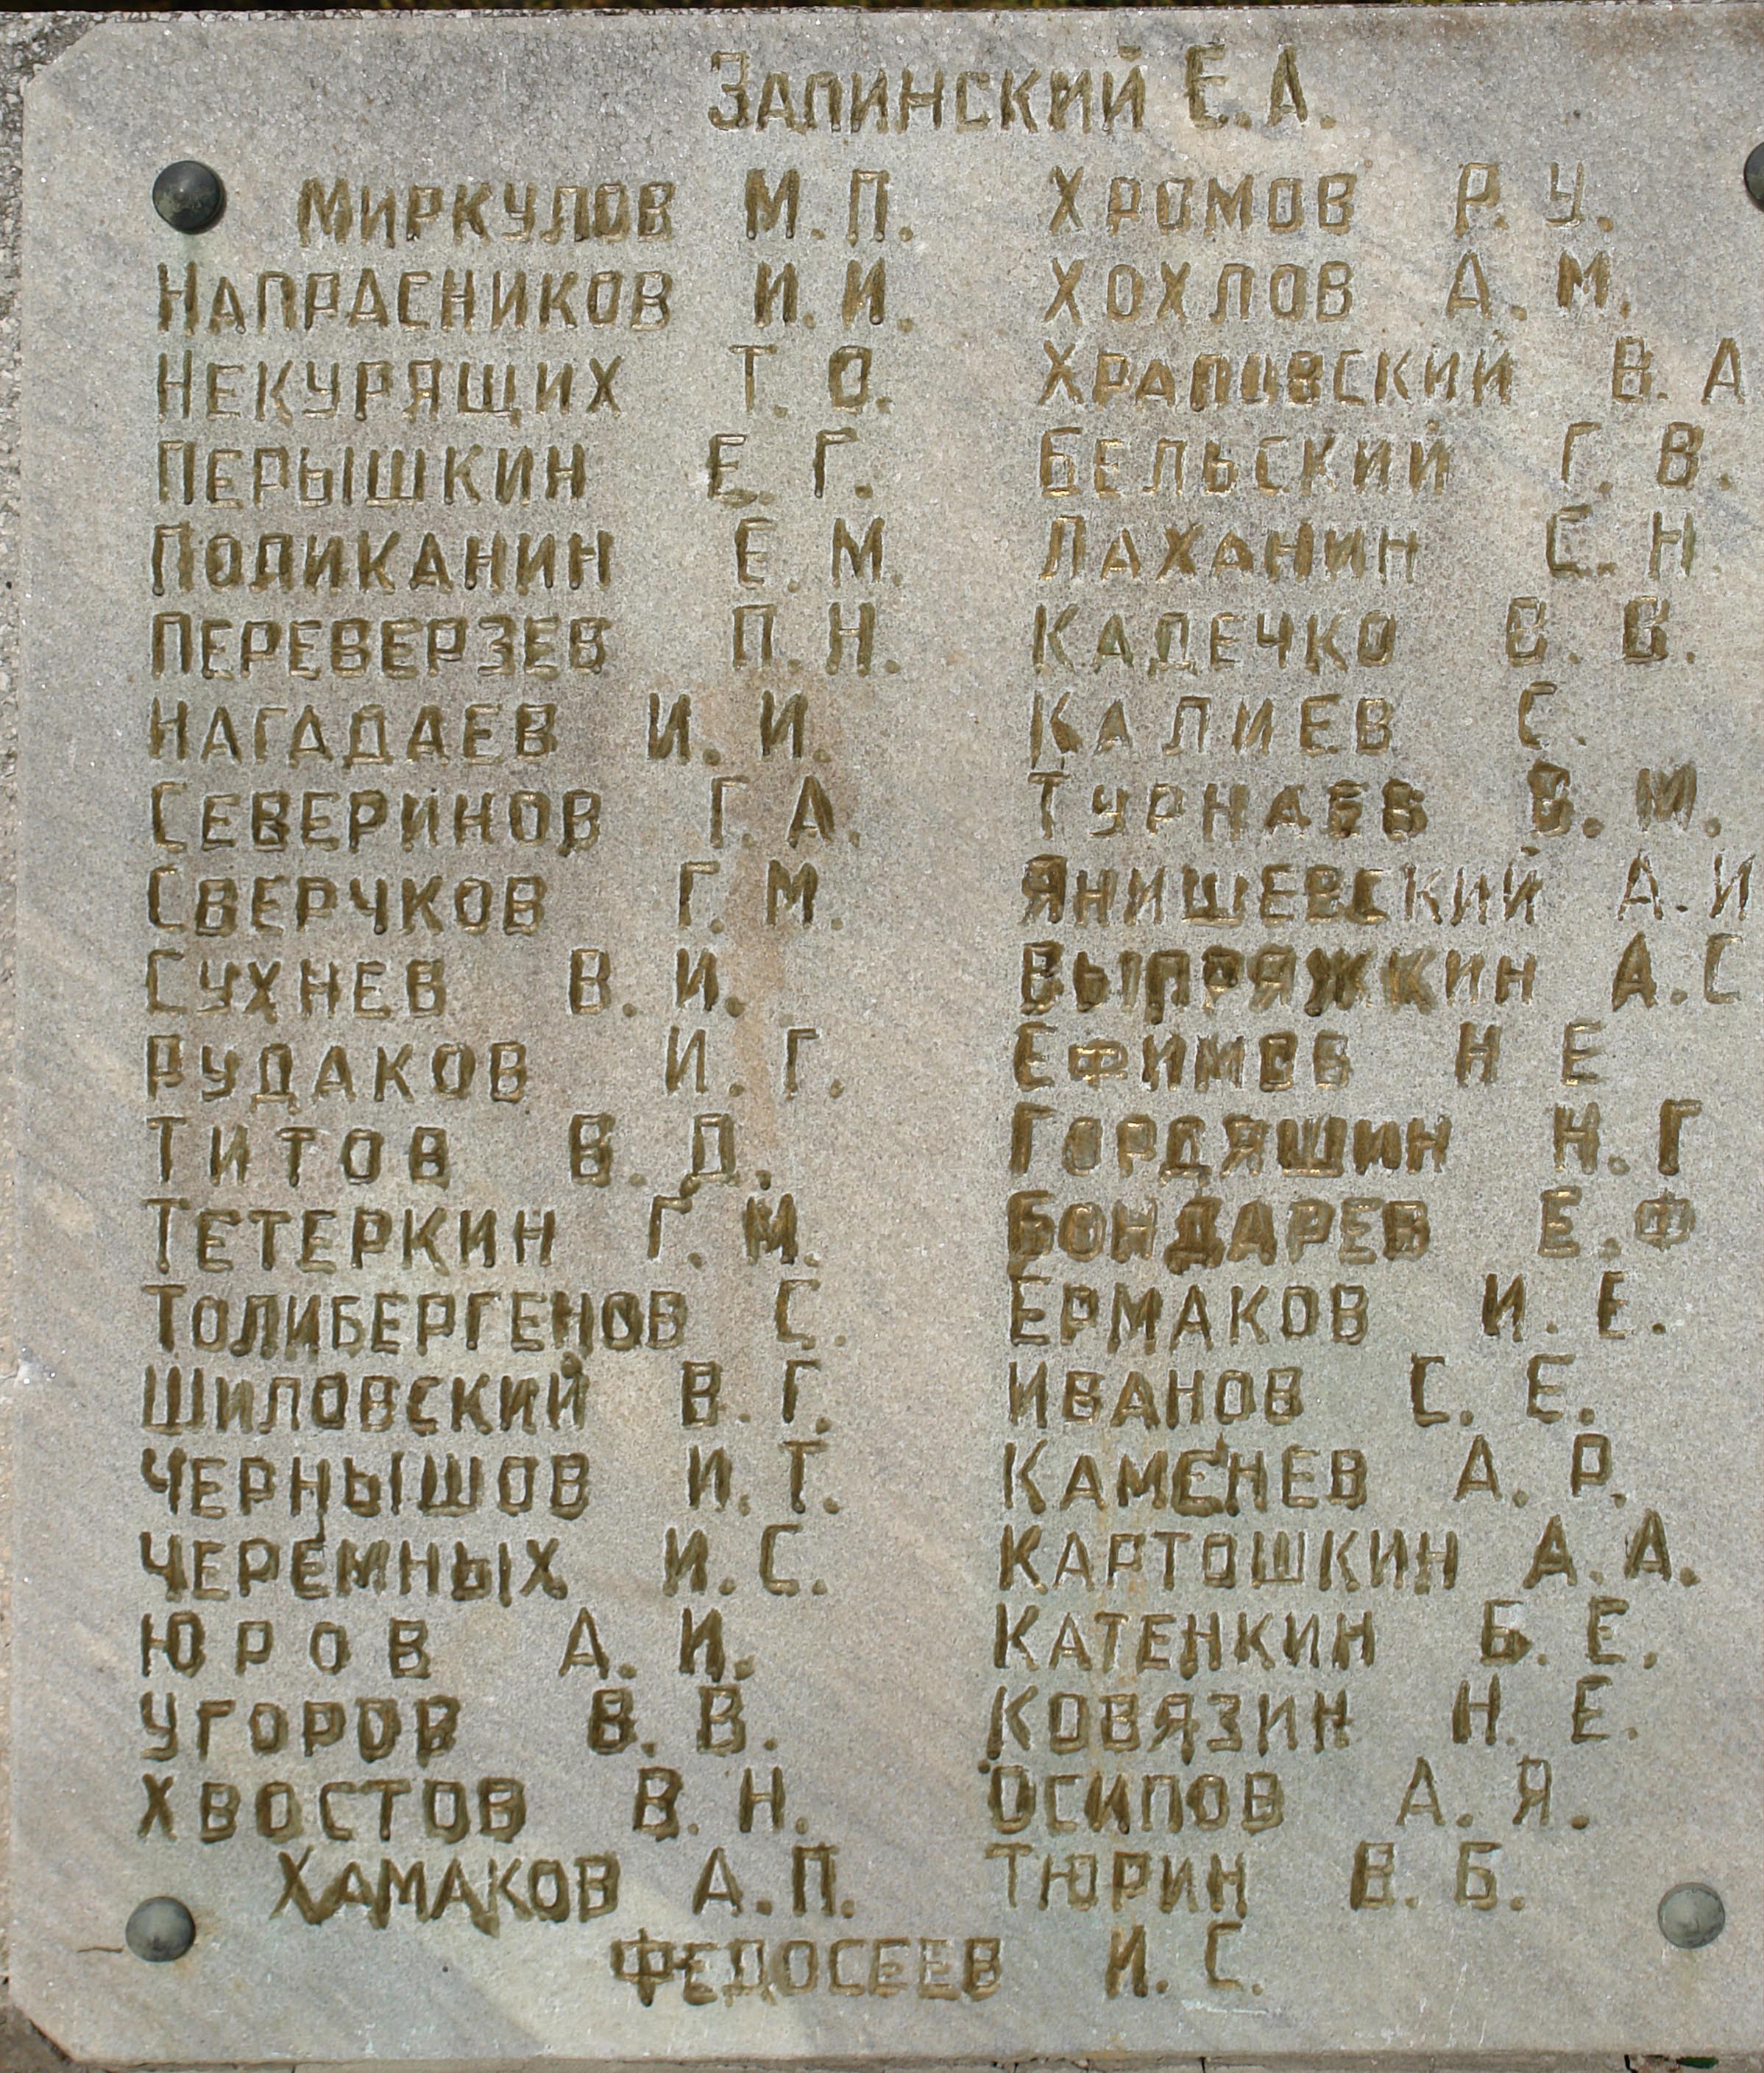 Залинский Е.А.
Миркулов М.П.
Напрасников И.И.
Некурящих Т.О.
Перышкин Е.Г.
Поликанин Е.М.
Переверзев П.Н.
Нагадаев И.И.
Северинов Г.А.
Сверчков Г.М.
Сухнев В.И.
Рудаков И.Г.
Титов В.Д.
Тетеркин Г.М.
Толибергенов С.
Шиловский В.Г.
Чернышов И.Т.
Черемных И.С.
Юров А.И.
Угоров В.В.
Хвостов В.Н.
Хамаков А.П.
Хромов Р.У.
Хохлов А.М.
Храповский В.А
Бельский Г.В.
Лаханин С.Н.
Кадечко В.В.
Калиев С.
Турнаев В.М.
Янишевский А.И
Выпряжкин А.С
Ефимов Н Е
Гордяшин Н.Г
Бондарев Е.Ф
Ермаков И.Е.
Иванов С.Е.
Каменев А.Р.
Картошкин А.А.
Катенкин Б.Е.
Ковязин Н.Е.
Осипов А.Я.
Тюрин В.Б.
Федосеев И.С.